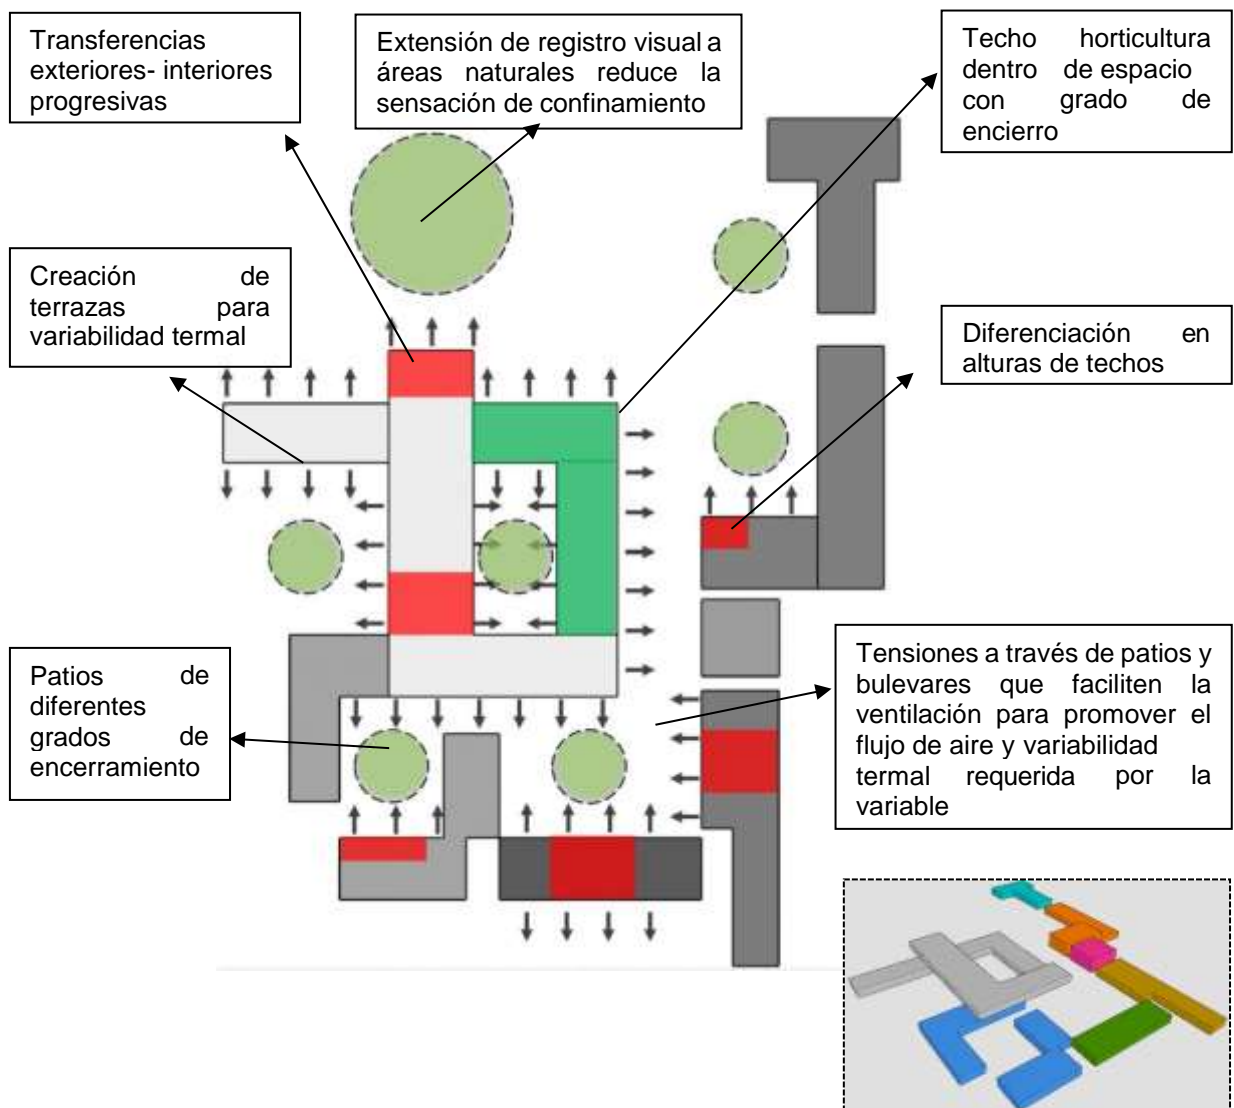 Transferencias
exteriores- interiores
progresivas
Extensión de registro visual a
áreas naturales reduce la
sensación de confinamiento
Techo horticultura
dentro de espacio
con grado de
encierro
Creación de
terrazas para
variabilidad termal
Diferenciación en
alturas de techos
Patios de
diferentes
grados de
encerramiento
Tensiones a través de patios y
bulevares que faciliten la
ventilación para promover el
flujo de aire y variabilidad
termal requerida por la
variable